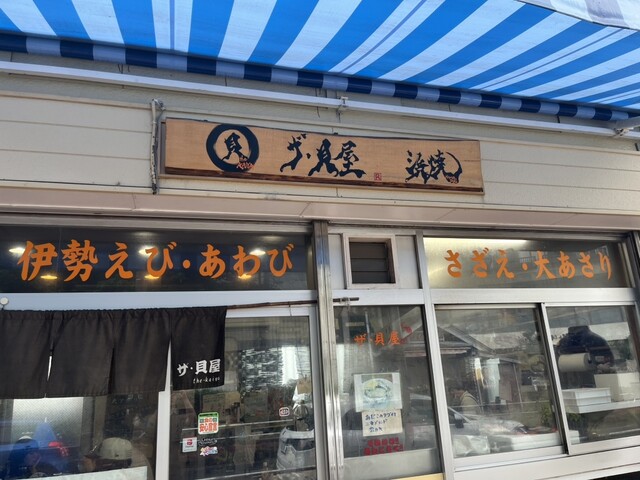 貝
ザ・貝屋
浜焼
伊勢えび・あわび
さざえ・大あさり
ザ・貝屋
ザ・貝屋
the-kaiya